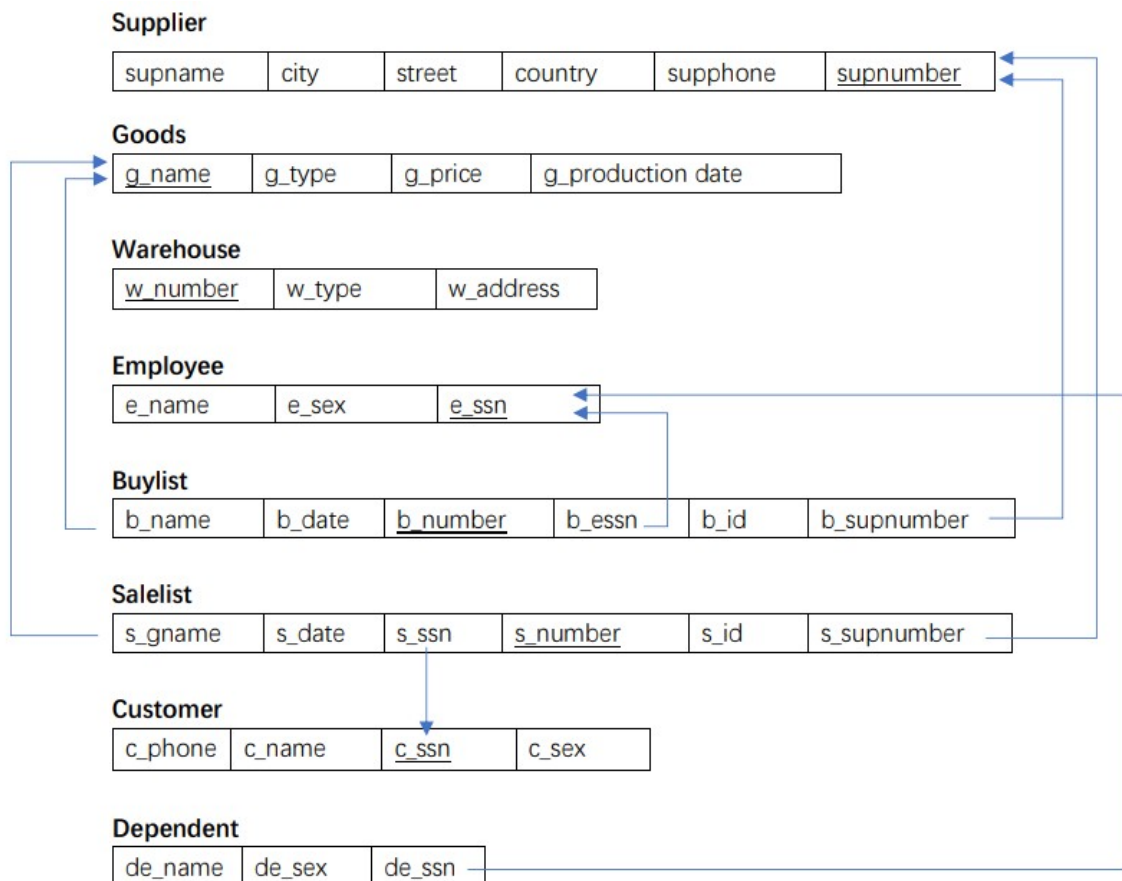 Supplier
supname city street country supphone supnumber
Goods
g_name g_type g_price g_production date
Warehouse
w_number w_type w_address
Employee
e_name e_sex e_ssn
Buylist
b_name b_date b_number b_essn b_id b_supnumber
Salelist
s_gname s_date s_ssn s_number s_id s_supnumber
Customer
c_phone c_name c_ssn c_sex
Dependent
de_name de_sex de_ssn